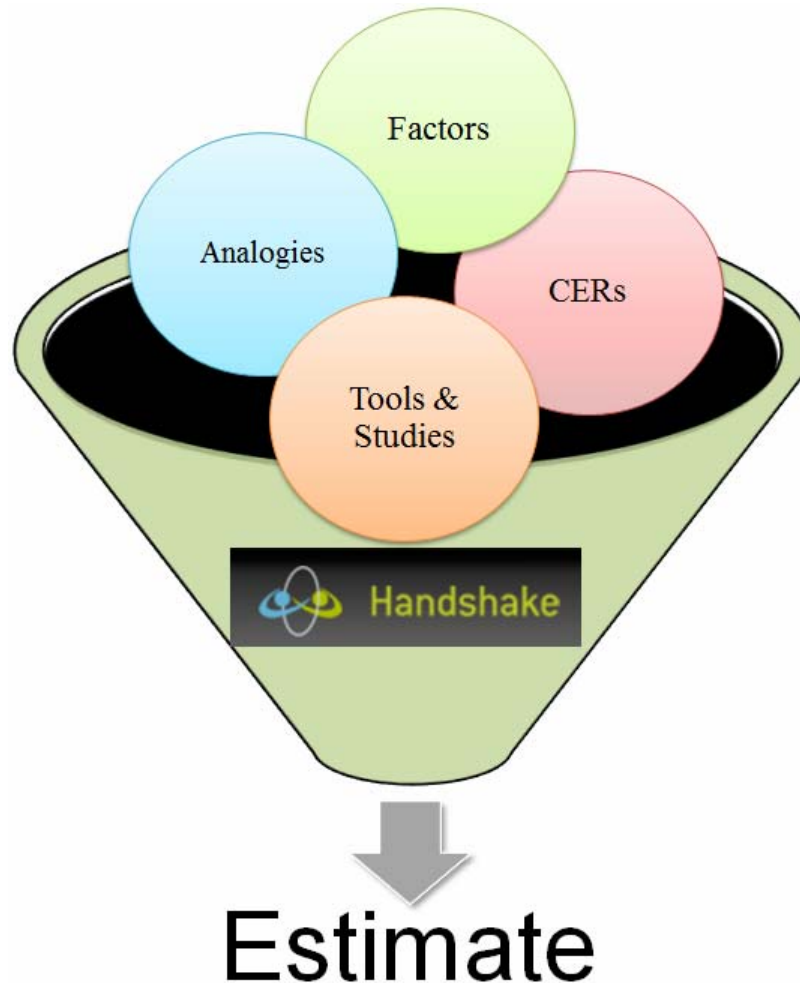 Factors
Analogies
CERs
Tools &
Studies
Handshake
Estimate